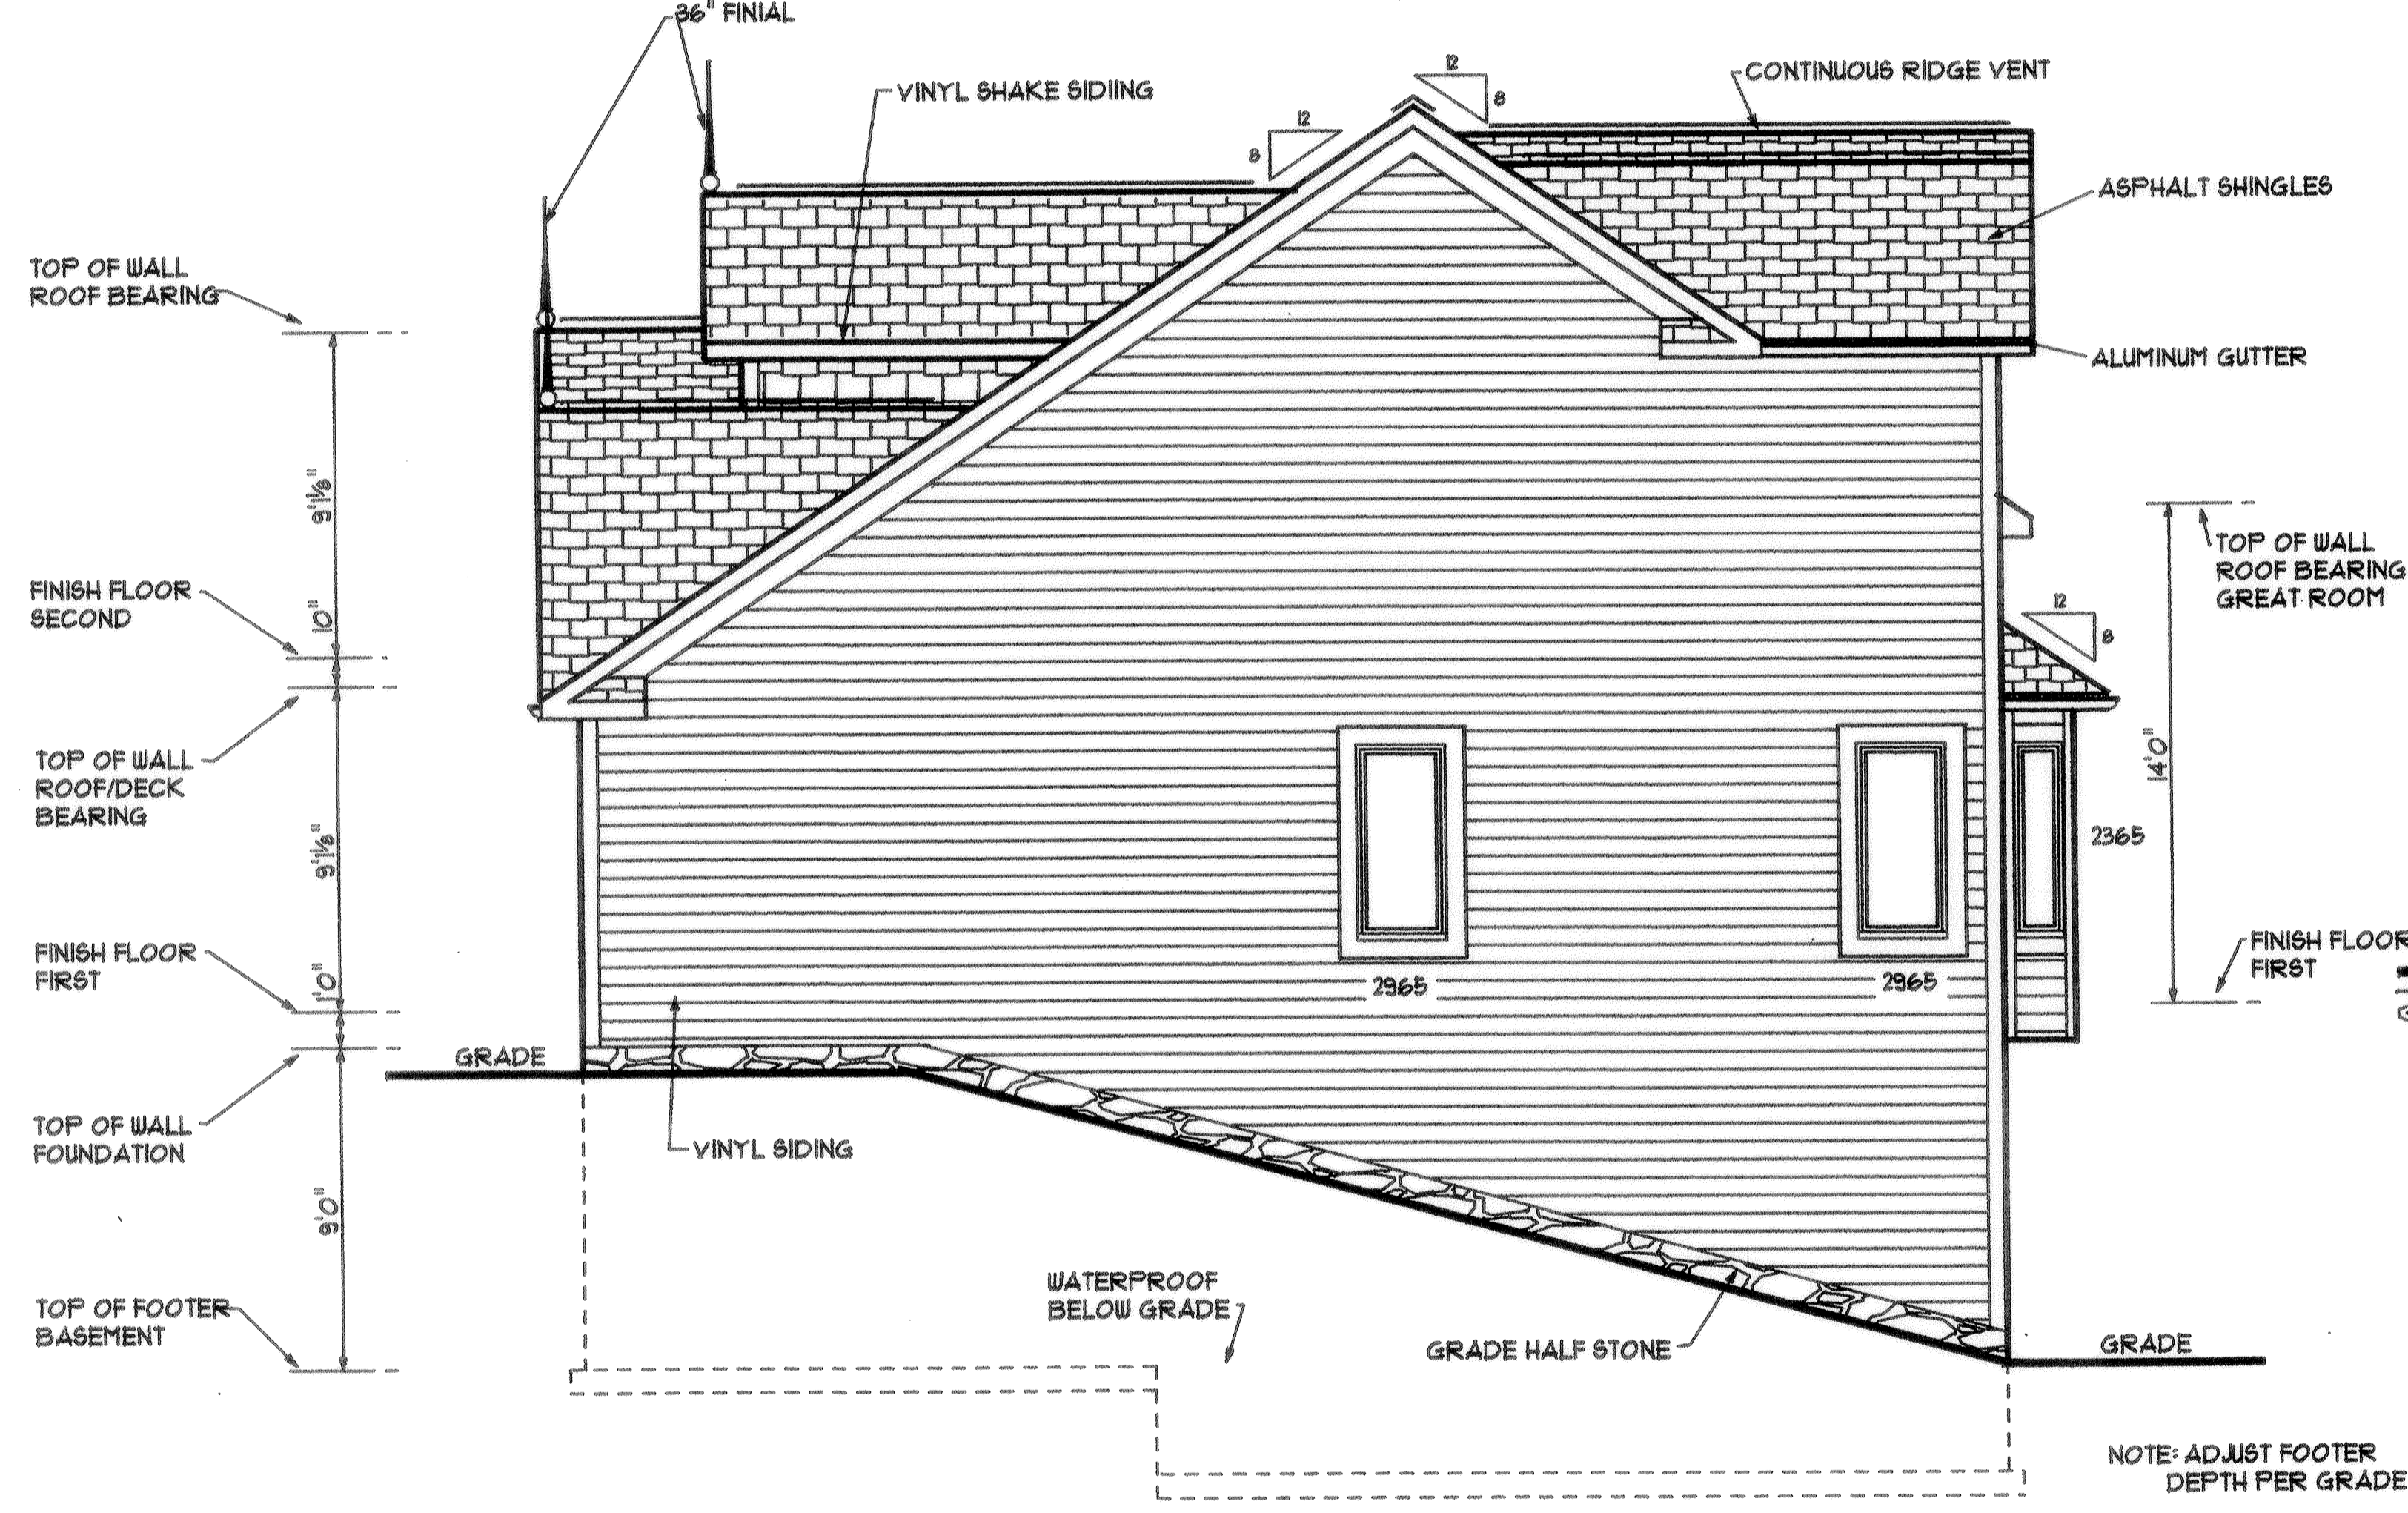 36" FINIAL
VINYL SHAKE SIDIING
12
8
12
8
CONTINUOUS RIDGE VENT
ASPHALT SHINGLES
ALUMINUM GUTTER
TOP OF WALL
ROOF BEARING
9'1⅛"
FINISH FLOOR
SECOND
10"
TOP OF WALL
ROOF/DECK
BEARING
9'1⅛"
FINISH FLOOR
FIRST
1'0"
TOP OF WALL
FOUNDATION
9'0"
TOP OF FOOTER
BASEMENT
GRADE
VINYL SIDING
2965
2965
2365
12
8
TOP OF WALL
ROOF BEARING
GREAT ROOM
14'0"
FINISH FLOOR
FIRST
WATERPROOF
BELOW GRADE
GRADE HALF STONE
GRADE
NOTE: ADJUST FOOTER
DEPTH PER GRADE